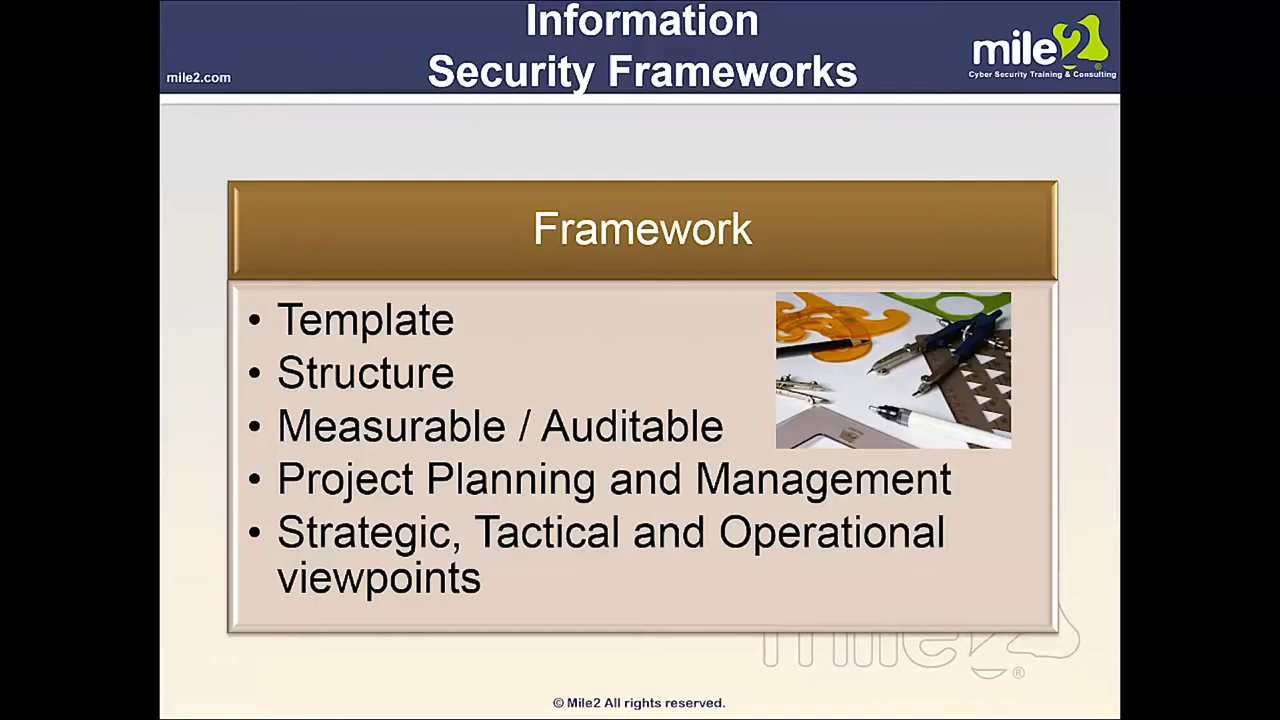 Information
Security Frameworks
mile2.com
mile2
Cyber Security Training & Consulting
Framework
• Template
• Structure
• Measurable / Auditable
• Project Planning and Management
• Strategic, Tactical and Operational
viewpoints
mile2
®
© Mile2 All rights reserved.